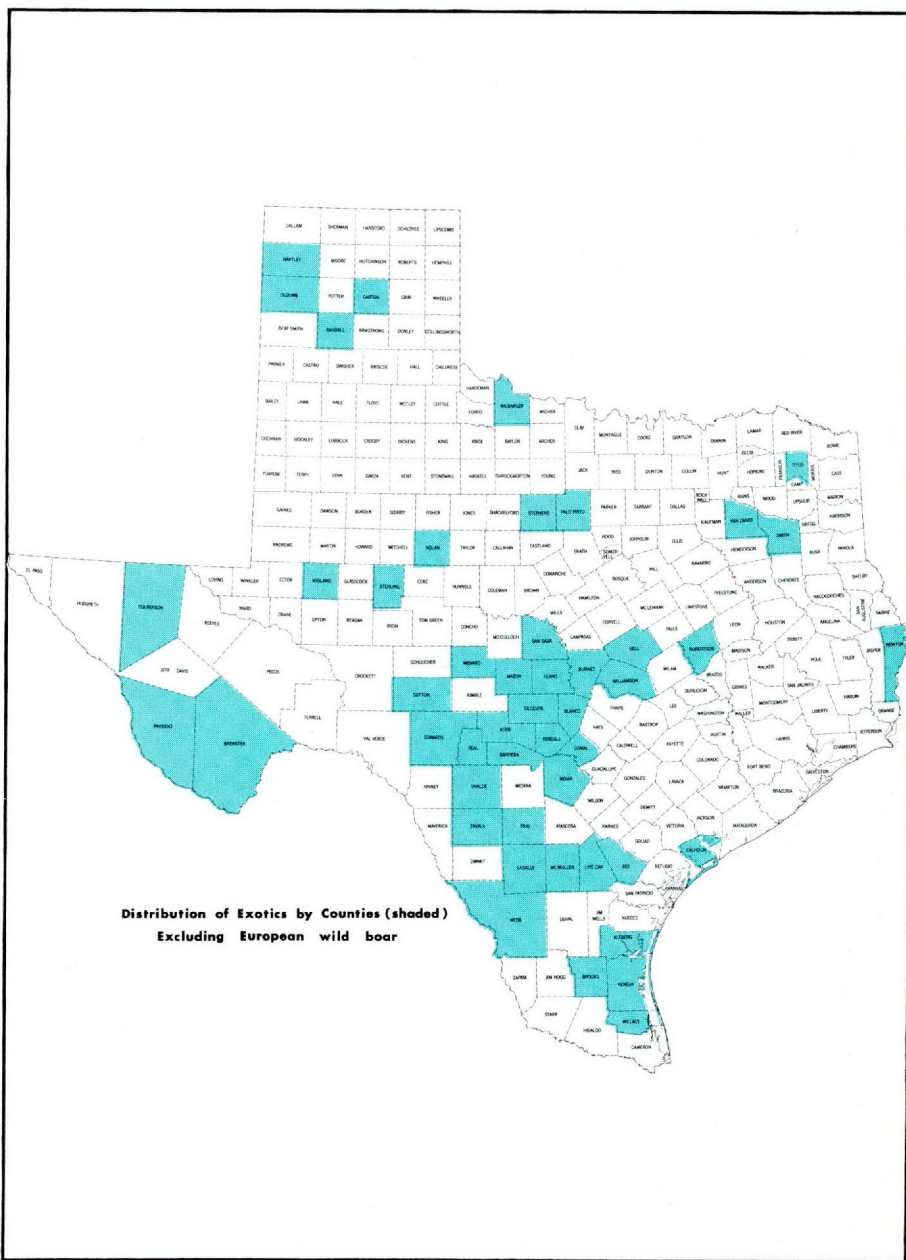 DALLAM SHERMAN HANSFORD OCHILTREE LIPSCOMB
HARTLEY MOORE HUTCHINSON ROBERTS HEMPHILL
OLDHAM POTTER CARSON GRAY WHEELER
DEAF SMITH RANDALL ARMSTRONG DONLEY COLLINGSWORTH
PARMER CASTRO SWISHER BRISCOE HALL CHILDRESS
HARDEMAN
BAILEY LAMB HALE FLOYD MOTLEY COTTLE
FOARD WILBARGER WICHITA
CLAY MONTAGUE COOKE GRAYSON FANNIN LAMAR RED RIVER
BOWIE
COCHRAN HOCKLEY LUBBOCK CROSBY DICKENS KING KNOX BAYLOR ARCHER
DELTA
YOAKUM TERRY LYNN GARZA KENT STONEWALL HASKELL THROCKMORTON YOUNG
JACK WISE DENTON COLLIN HUNT HOPKINS FRANKLIN TITUS MORRIS CASS
CAMP
ROCK WALL RAINS WOOD UPSHUR MARION
GAINES DAWSON BORDEN SCURRY FISHER JONES SHACKELFORD STEPHENS PALO PINTO PARKER TARRANT DALLAS
KAUFMAN VAN ZANDT SMITH GREGG HARRISON
ANDREWS MARTIN HOWARD MITCHELL NOLAN TAYLOR CALLAHAN EASTLAND ERATH HOOD JOHNSON ELLIS
SOMER VELL
HENDERSON RUSK PANOLA
EL PASO HUDSPETH CULBERSON LOVING WINKLER ECTOR MIDLAND GLASSCOCK STERLING COKE RUNNELS COLEMAN BROWN COMANCHE BOSQUE HILL NAVARRO
ANDERSON CHEROKEE SHELBY
WARD CRANE UPTON REAGAN IRION TOM GREEN CONCHO MILLS HAMILTON MC LENNAN LIMESTONE FREESTONE
NACOGDOCHES SAN AUGUSTINE SABINE
REEVES MC CULLOCH SAN SABA LAMPASAS CORYELL FALLS LEON HOUSTON ANGELINA
JEFF DAVIS PECOS CROCKETT SCHLEICHER MENARD MASON LLANO BURNET BELL ROBERTSON MADISON TRINITY
WALKER POLK TYLER JASPER NEWTON
PRESIDIO BREWSTER TERRELL SUTTON KIMBLE WILLIAMSON MILAM BRAZOS GRIMES SAN JACINTO
GILLESPIE BLANCO TRAVIS LEE BURLESON WASHINGTON MONTGOMERY LIBERTY HARDIN
ORANGE
VAL VERDE EDWARDS KERR KENDALL HAYS BASTROP WALLER HARRIS JEFFERSON
REAL BANDERA COMAL CALDWELL FAYETTE AUSTIN CHAMBERS
KINNEY UVALDE MEDINA BEXAR GUADALUPE GONZALES LAVACA COLORADO FORT BEND GALVESTON
WILSON WHARTON BRAZORIA
MAVERICK ZAVALA FRIO ATASCOSA KARNES DEWITT JACKSON MATAGORDA
GOLIAD VICTORIA
DIMMIT LASALLE MC MULLEN LIVE OAK BEE REFUGIO CALHOUN
SAN PATRICIO ARANSAS
Distribution of Exotics by Counties (shaded)
Excluding European wild boar
WEBB DUVAL JIM WELLS NUECES
KLEBERG
ZAPATA JIM HOGG BROOKS KENEDY
STARR HIDALGO WILLACY
CAMERON